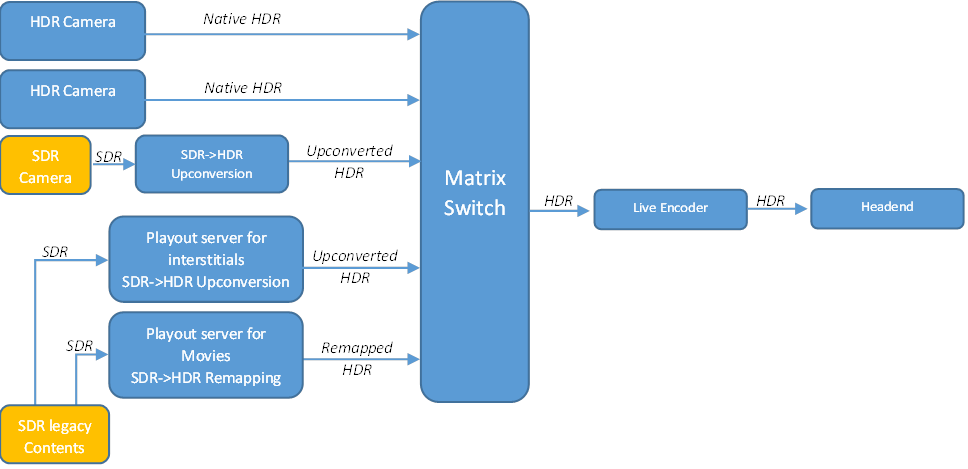 HDR Camera
Native HDR
HDR Camera
Native HDR
SDR
Camera
SDR
SDR->HDR
Upconversion
Upconverted
HDR
Matrix
Switch
HDR
Live Encoder
HDR
Headend
SDR
Playout server for
interstitials
SDR->HDR Upconversion
Upconverted
HDR
SDR
Playout server for
Movies
SDR->HDR Remapping
Remapped
HDR
SDR legacy
Contents